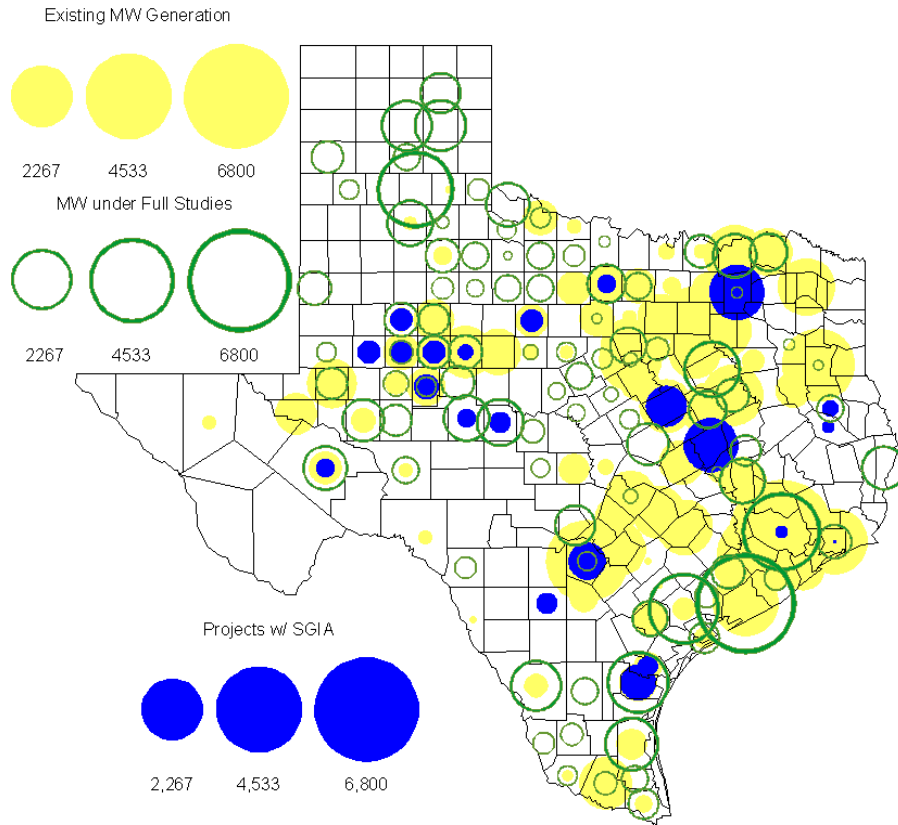 Existing MW Generation
2267 4533 6800
MW under Full Studies
2267 4533 6800
Projects w/ SGIA
2,267 4,533 6,800